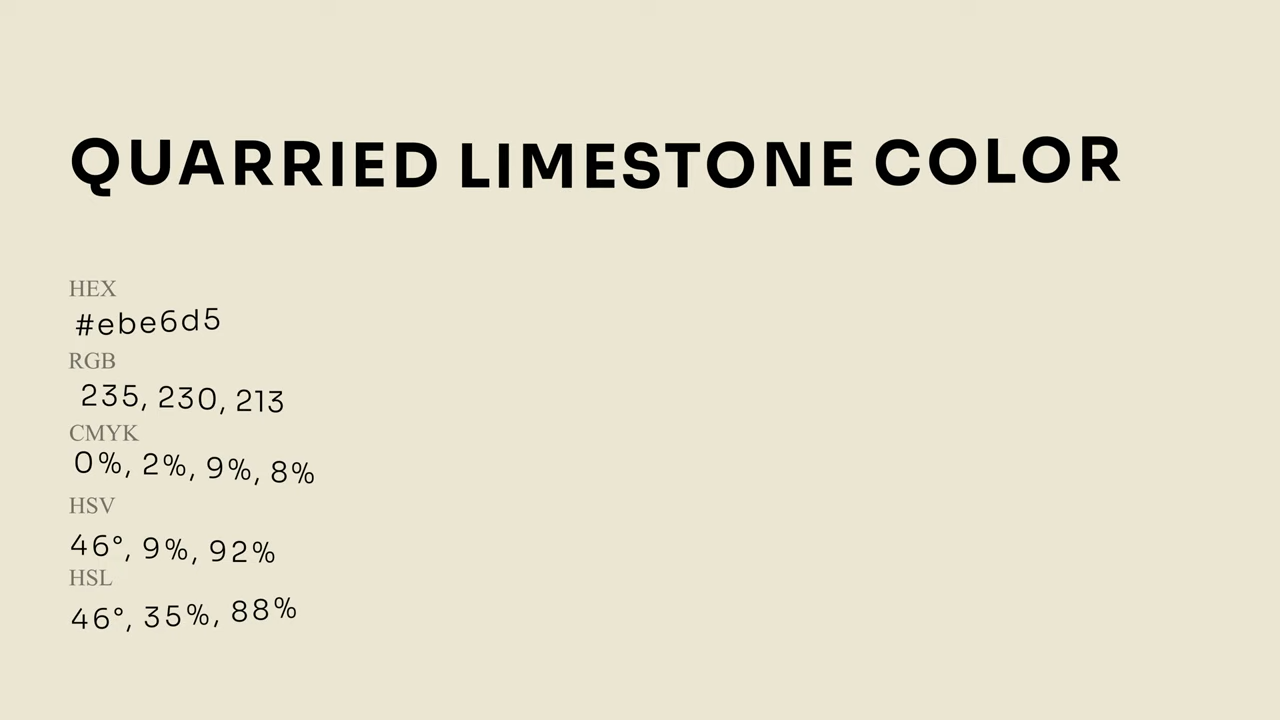 QUARRIED LIMESTONE COLOR
HEX
#ebe6d5
RGB
235, 230, 213
CMYK
0%, 2%, 9%, 8%
HSV
46°, 9%, 92%
HSL
46°, 35%, 88%